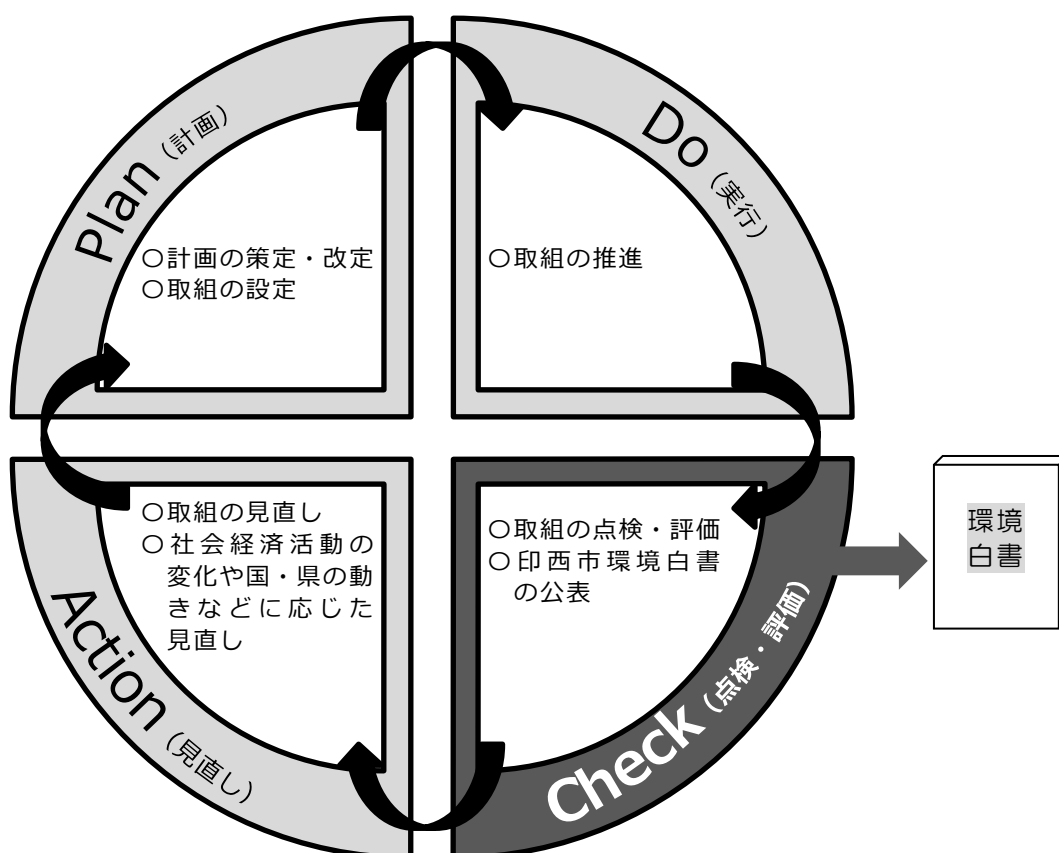 Plan（計画）
○計画の策定・改定
○取組の設定
Do（実行）
○取組の推進
Check（点検・評価）
○取組の点検・評価
○印西市環境白書
の公表
環境
白書
Action（見直し）
○取組の見直し
○社会経済活動の
変化や国・県の動
きなどに応じた
見直し